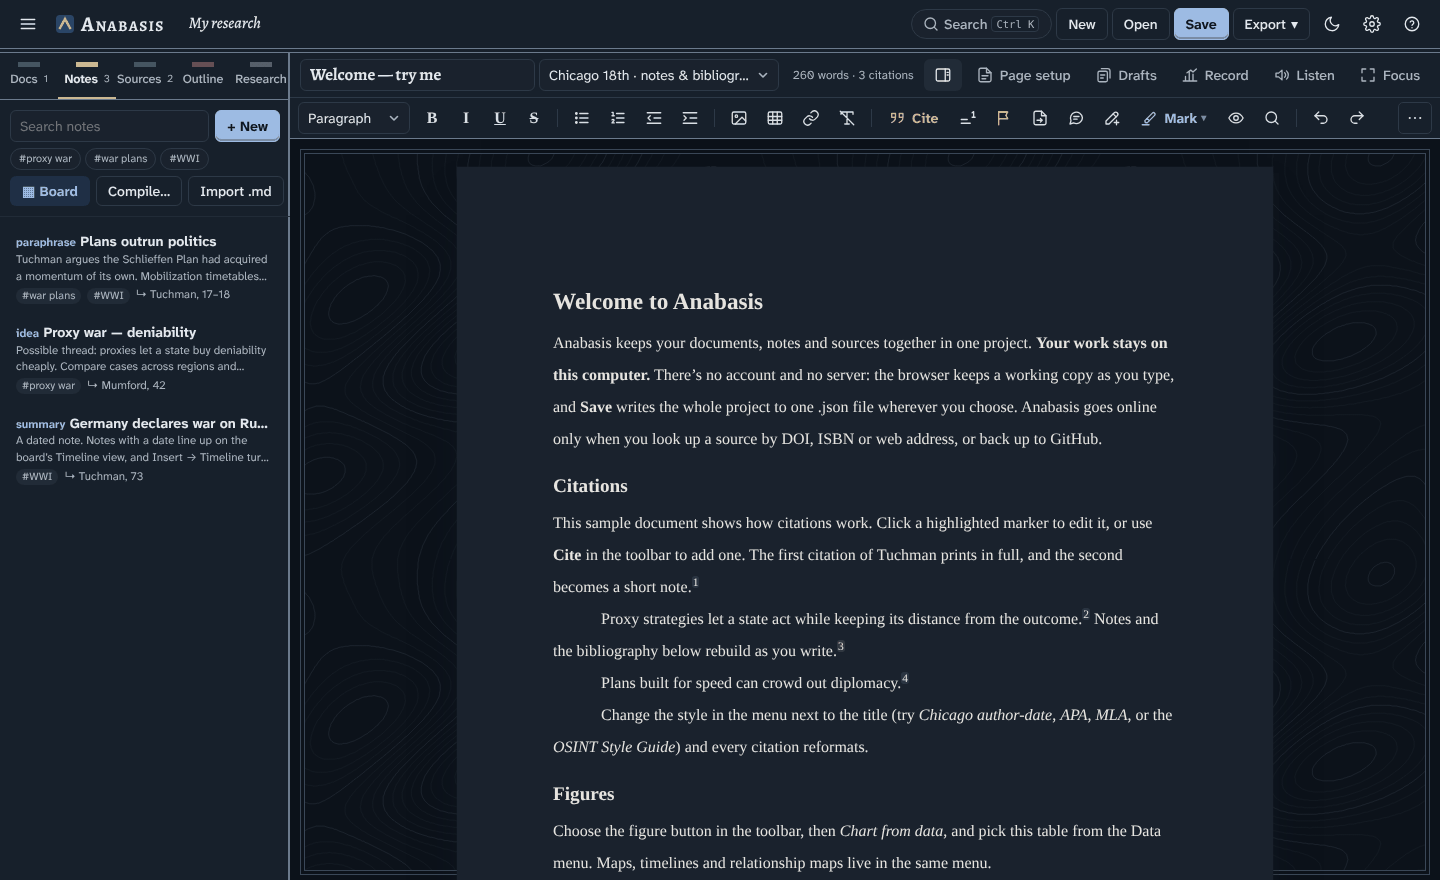 Anabasis
My research
Search Ctrl K
New
Open
Save
Export ▾
Docs 1
Notes 3
Sources 2
Outline
Research
Welcome — try me
Chicago 18th · notes & bibliogr...
260 words · 3 citations
Page setup
Drafts
Record
Listen
Focus
Search notes
+ New
Paragraph
B I U S
Cite
Mark ▾
#proxy war #war plans #WWI
▦ Board
Compile...
Import .md
paraphrase Plans outrun politics
Tuchman argues the Schlieffen Plan had acquired
a momentum of its own. Mobilization timetables...
#war plans #WWI ↳ Tuchman, 17–18
idea Proxy war — deniability
Possible thread: proxies let a state buy deniability
cheaply. Compare cases across regions and...
#proxy war ↳ Mumford, 42
summary Germany declares war on Ru...
A dated note. Notes with a date line up on the
board's Timeline view, and Insert → Timeline tur...
#WWI ↳ Tuchman, 73
Welcome to Anabasis
Anabasis keeps your documents, notes and sources together in one project. Your work stays on
this computer. There’s no account and no server: the browser keeps a working copy as you type,
and Save writes the whole project to one .json file wherever you choose. Anabasis goes online
only when you look up a source by DOI, ISBN or web address, or back up to GitHub.
Citations
This sample document shows how citations work. Click a highlighted marker to edit it, or use
Cite in the toolbar to add one. The first citation of Tuchman prints in full, and the second
becomes a short note.1
Proxy strategies let a state act while keeping its distance from the outcome.2 Notes and
the bibliography below rebuild as you write.3
Plans built for speed can crowd out diplomacy.4
Change the style in the menu next to the title (try Chicago author-date, APA, MLA, or the
OSINT Style Guide) and every citation reformats.
Figures
Choose the figure button in the toolbar, then Chart from data, and pick this table from the Data
menu. Maps, timelines and relationship maps live in the same menu.